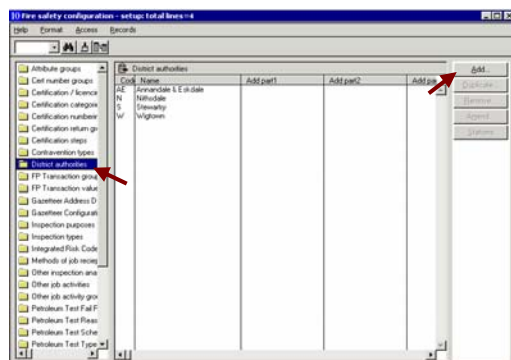 Fire safety configuration - setup: total lines=4
Help Format Access Records
Attribute groups
Cert number groups
Certification / licence
Certification categorie
Certification numberin
Certification return gr
Certification steps
Contravention types
District authorities
FP Transaction group
FP Transaction value
Gazetteer Address D
Gazetteer Configurati
Inspection purposes
Inspection types
Integrated Risk Code
Methods of job reciep
Other inspection ana
Other job activities
Other job activity grou
Petroleum Test Fail F
Petroleum Test Reas
Petroleum Test Sche
Petroleum Test Type
District authorities
Code Name Add part1 Add part2 Add pa
AE Annandale & Eskdale
N Nithsdale
S Stewartry
W Wigtown
Add...
Duplicate...
Remove...
Amend...
Stations